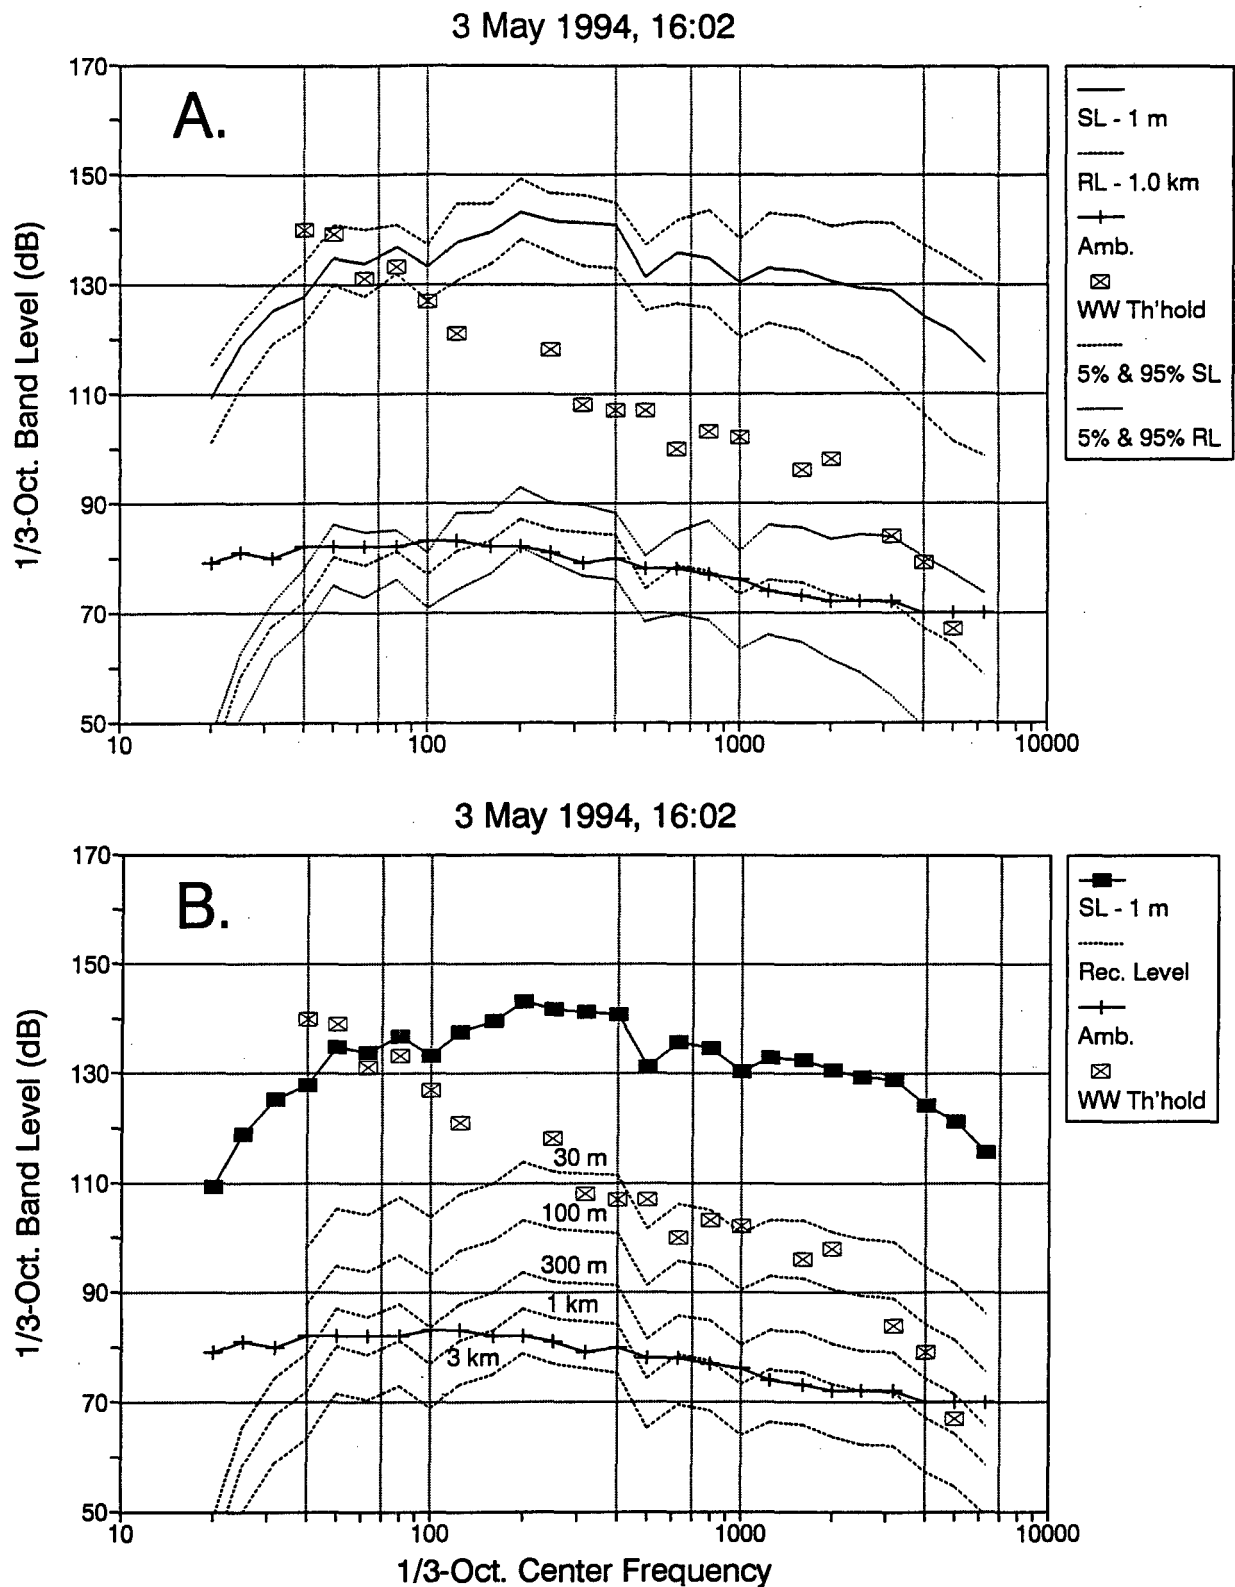 3 May 1994, 16:02
A.
1/3-Oct. Band Level (dB)
170
150
130
110
90
70
50
10
100
1000
10000
SL - 1 m
RL - 1.0 km
Amb.
WW Th'hold
5% & 95% SL
5% & 95% RL
3 May 1994, 16:02
B.
1/3-Oct. Band Level (dB)
170
150
130
110
90
70
50
30 m
100 m
300 m
1 km
3 km
10
100
1000
10000
1/3-Oct. Center Frequency
SL - 1 m
Rec. Level
Amb.
WW Th'hold